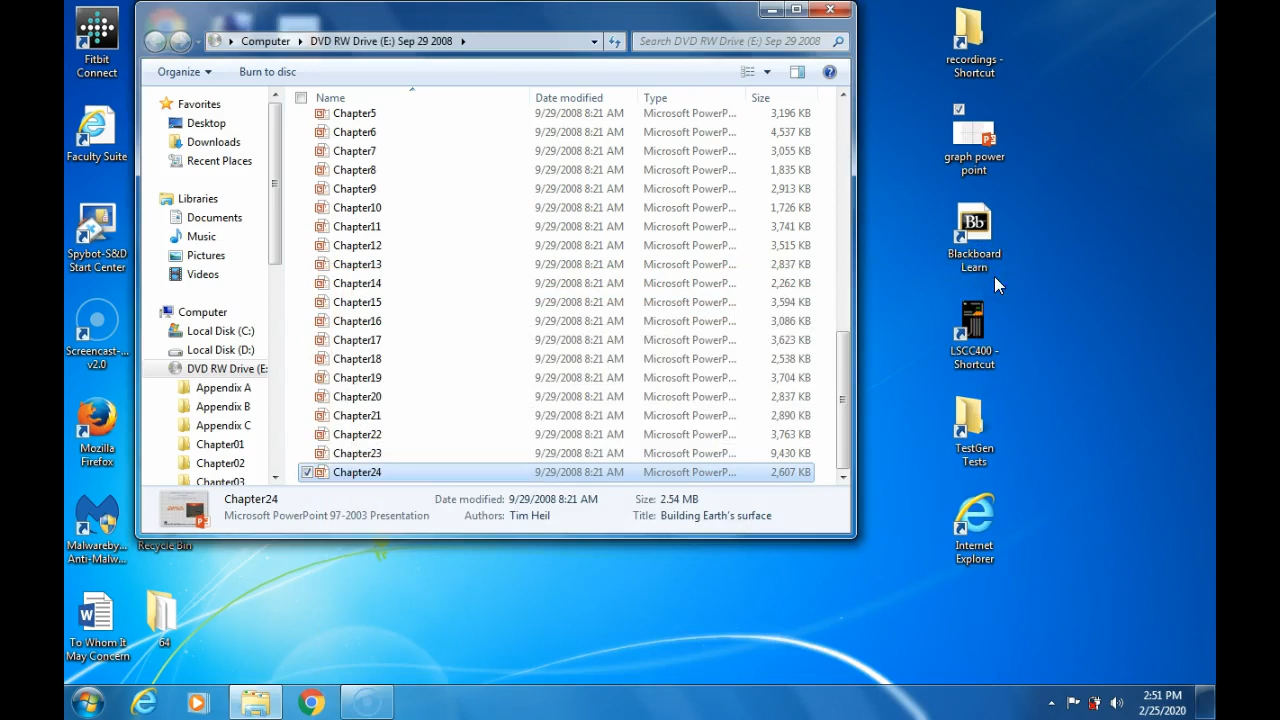 Computer DVD RW Drive (E:) Sep 29 2008 Search DVD RW Drive (E:) Sep 29 2008
Organize Burn to disc
Name Date modified Type Size
Favorites
Desktop
Downloads
Recent Places
Libraries
Documents
Music
Pictures
Videos
Computer
Local Disk (C:)
Local Disk (D:)
DVD RW Drive (E:
Appendix A
Appendix B
Appendix C
Chapter01
Chapter02
Chapter03
Chapter5 9/29/2008 8:21 AM Microsoft PowerP... 3,196 KB
Chapter6 9/29/2008 8:21 AM Microsoft PowerP... 4,537 KB
Chapter7 9/29/2008 8:21 AM Microsoft PowerP... 3,055 KB
Chapter8 9/29/2008 8:21 AM Microsoft PowerP... 1,835 KB
Chapter9 9/29/2008 8:21 AM Microsoft PowerP... 2,913 KB
Chapter10 9/29/2008 8:21 AM Microsoft PowerP... 1,726 KB
Chapter11 9/29/2008 8:21 AM Microsoft PowerP... 3,741 KB
Chapter12 9/29/2008 8:21 AM Microsoft PowerP... 3,515 KB
Chapter13 9/29/2008 8:21 AM Microsoft PowerP... 2,837 KB
Chapter14 9/29/2008 8:21 AM Microsoft PowerP... 2,262 KB
Chapter15 9/29/2008 8:21 AM Microsoft PowerP... 3,594 KB
Chapter16 9/29/2008 8:21 AM Microsoft PowerP... 3,086 KB
Chapter17 9/29/2008 8:21 AM Microsoft PowerP... 3,623 KB
Chapter18 9/29/2008 8:21 AM Microsoft PowerP... 2,538 KB
Chapter19 9/29/2008 8:21 AM Microsoft PowerP... 3,704 KB
Chapter20 9/29/2008 8:21 AM Microsoft PowerP... 2,837 KB
Chapter21 9/29/2008 8:21 AM Microsoft PowerP... 2,890 KB
Chapter22 9/29/2008 8:21 AM Microsoft PowerP... 3,763 KB
Chapter23 9/29/2008 8:21 AM Microsoft PowerP... 9,430 KB
Chapter24 9/29/2008 8:21 AM Microsoft PowerP... 2,607 KB
Chapter24 Date modified: 9/29/2008 8:21 AM Size: 2.54 MB
Microsoft PowerPoint 97-2003 Presentation Authors: Tim Heil Title: Building Earth's surface
Fitbit
Connect
Faculty Suite
Spybot-S&D
Start Center
Screencast-...
v2.0
Mozilla
Firefox
Malwareby...
Anti-Malw...
Recycle Bin
To Whom It
May Concern
64
recordings -
Shortcut
graph power
point
Bb
Blackboard
Learn
LSCC400 -
Shortcut
TestGen
Tests
Internet
Explorer
2:51 PM
2/25/2020